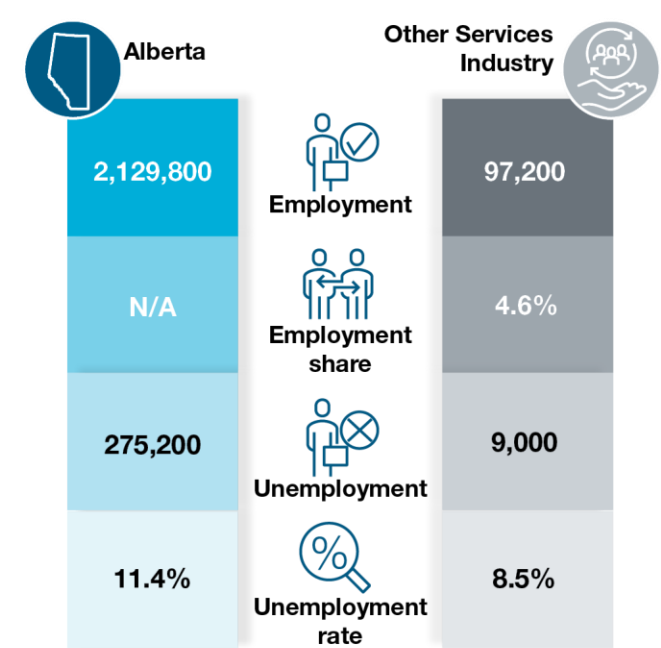 Alberta
Other Services
Industry
2,129,800
Employment
97,200
N/A
Employment
share
4.6%
275,200
Unemployment
9,000
%
11.4%
Unemployment
rate
8.5%